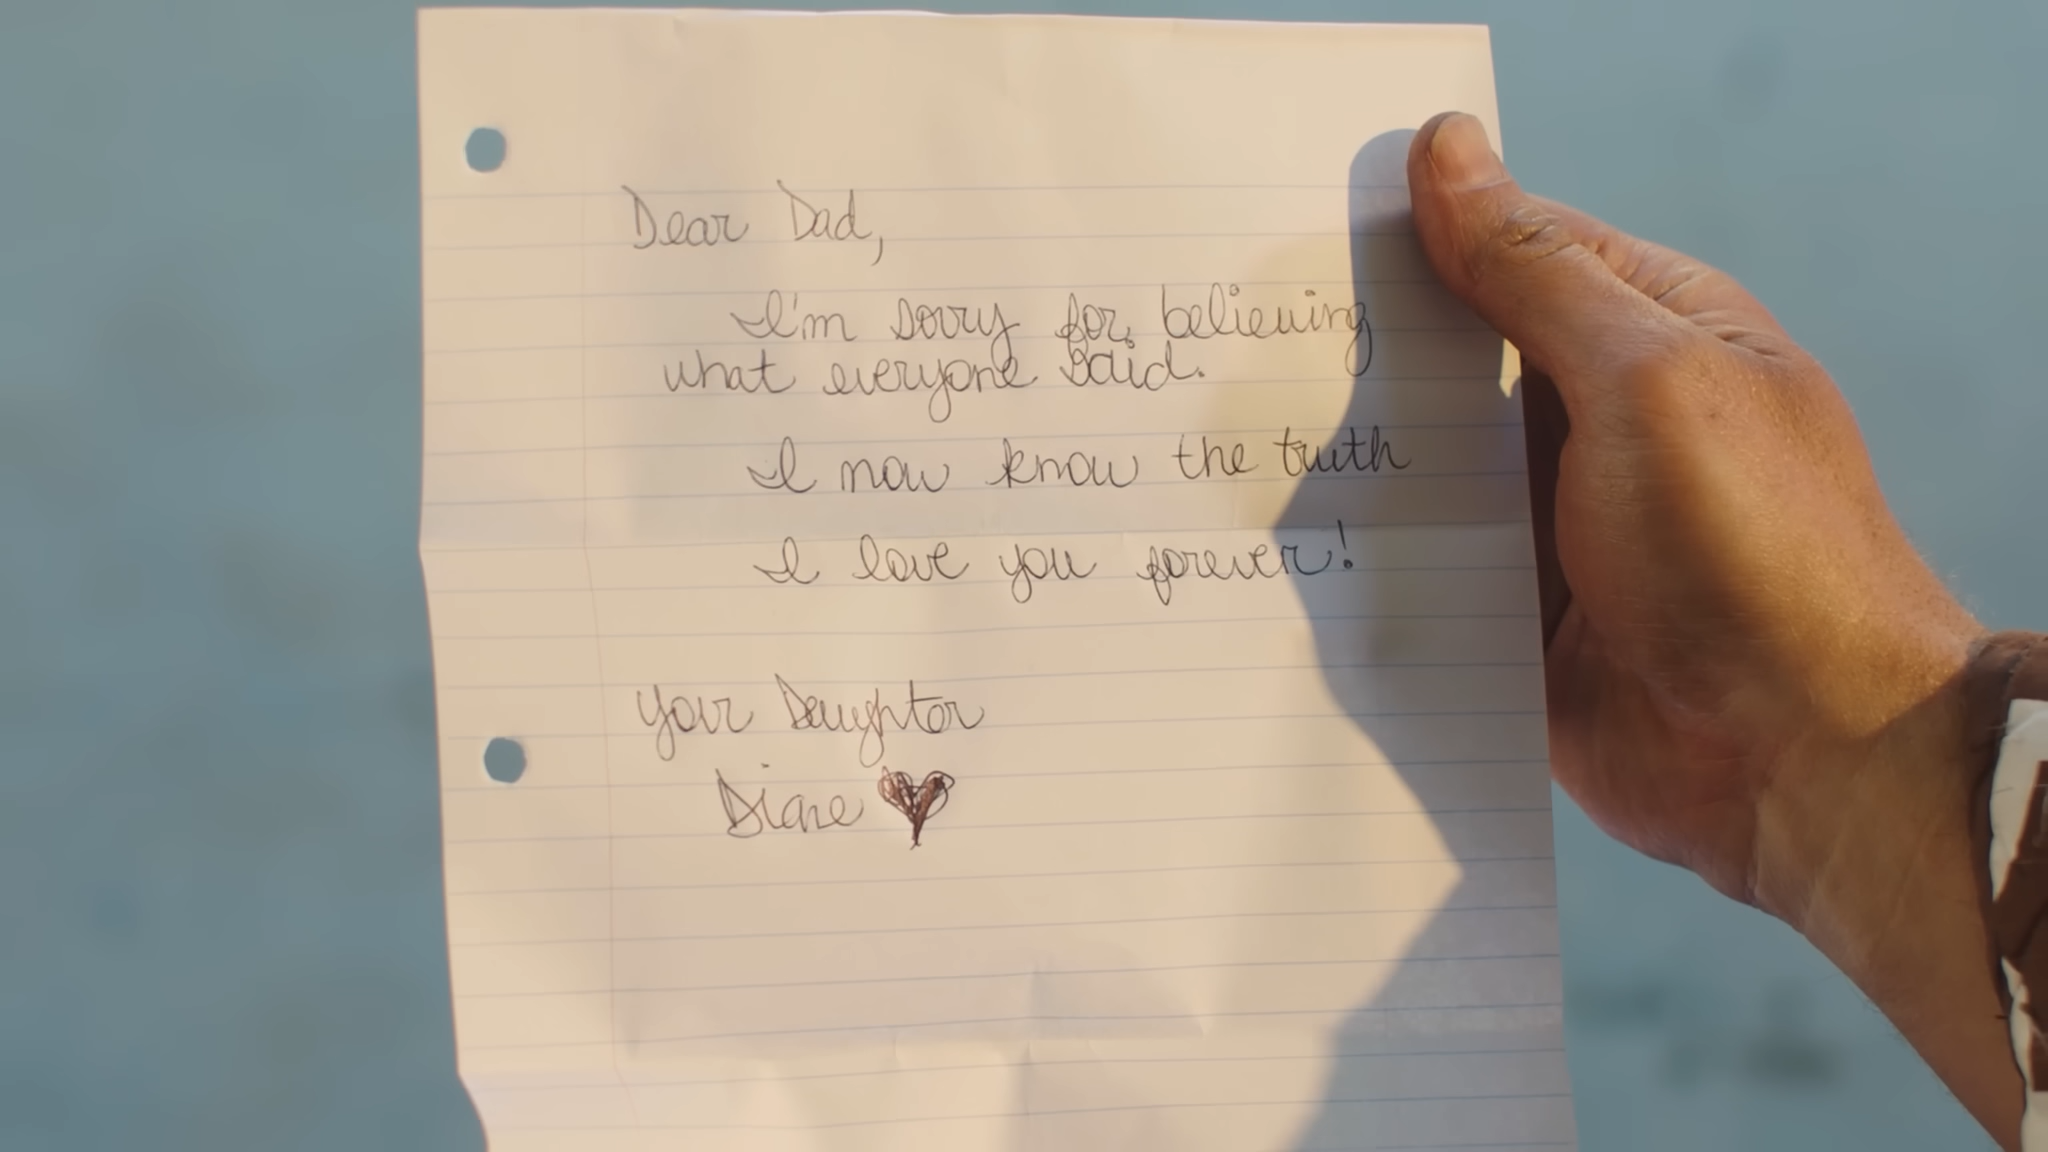 Dear Dad,
I'm sorry for believing
what everyone said.
I now know the truth
I love you forever!
Your Daughter
Diane